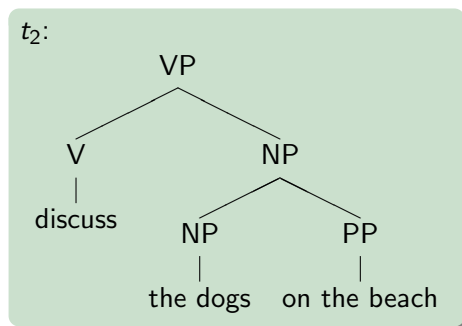 t₂:
VP
V NP
discuss
NP PP
the dogs on the beach